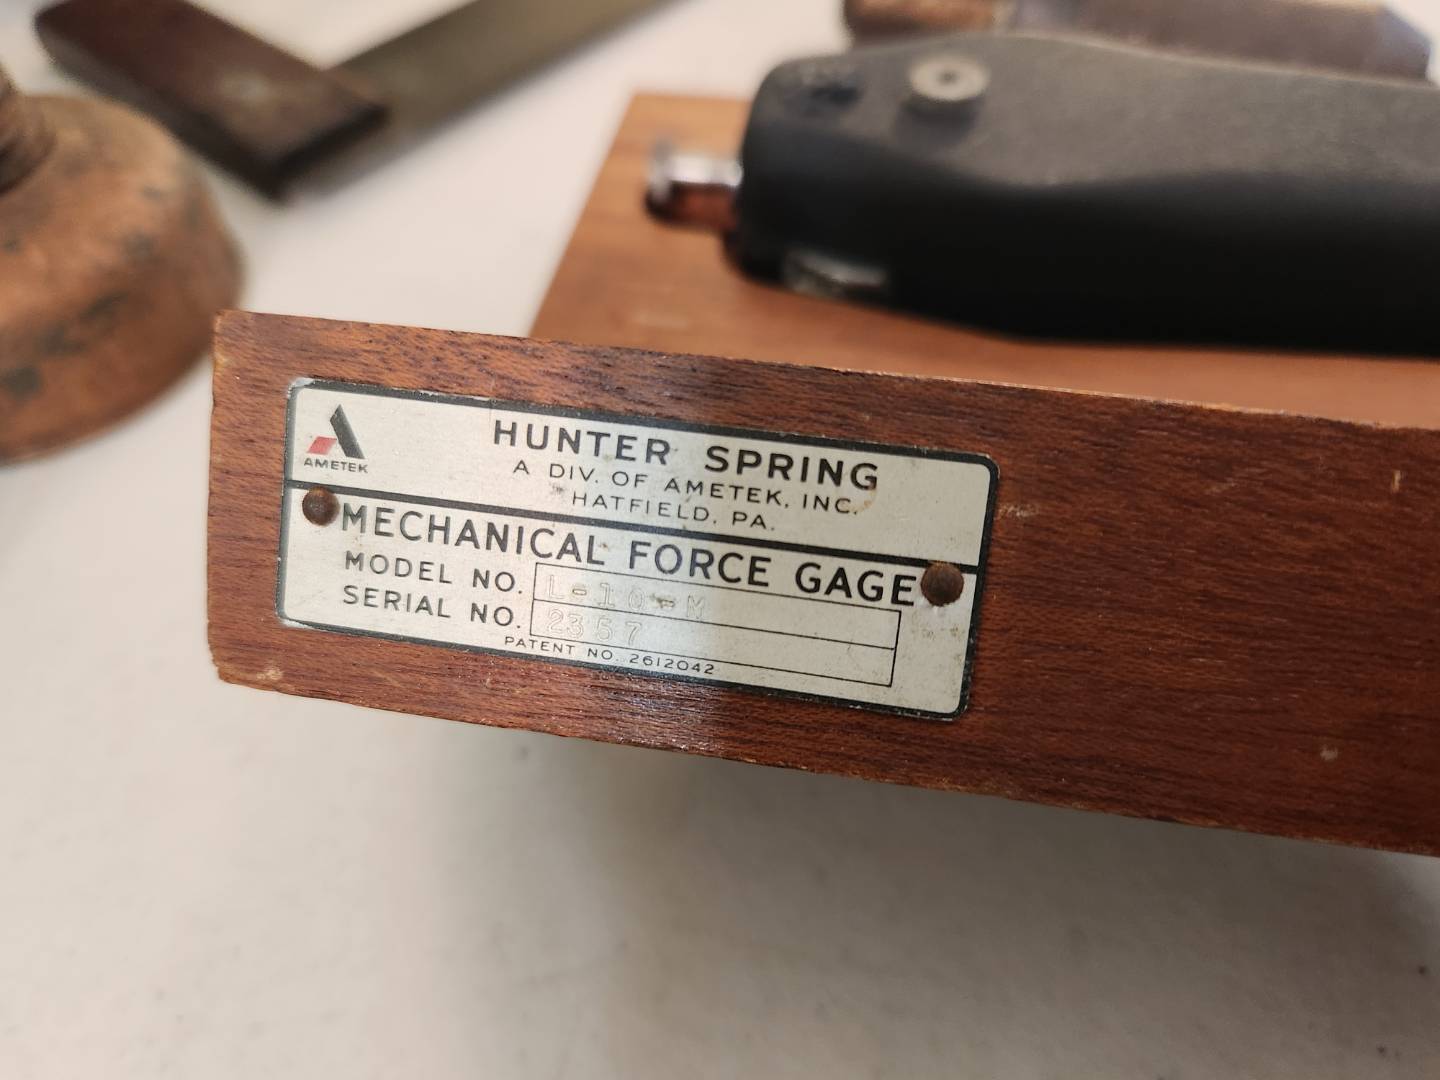 AMETEK
HUNTER SPRING
A DIV. OF AMETEK, INC.
HATFIELD, PA.
MECHANICAL FORCE GAGE
MODEL NO. L-10-M
SERIAL NO. 2357
PATENT NO. 2612042